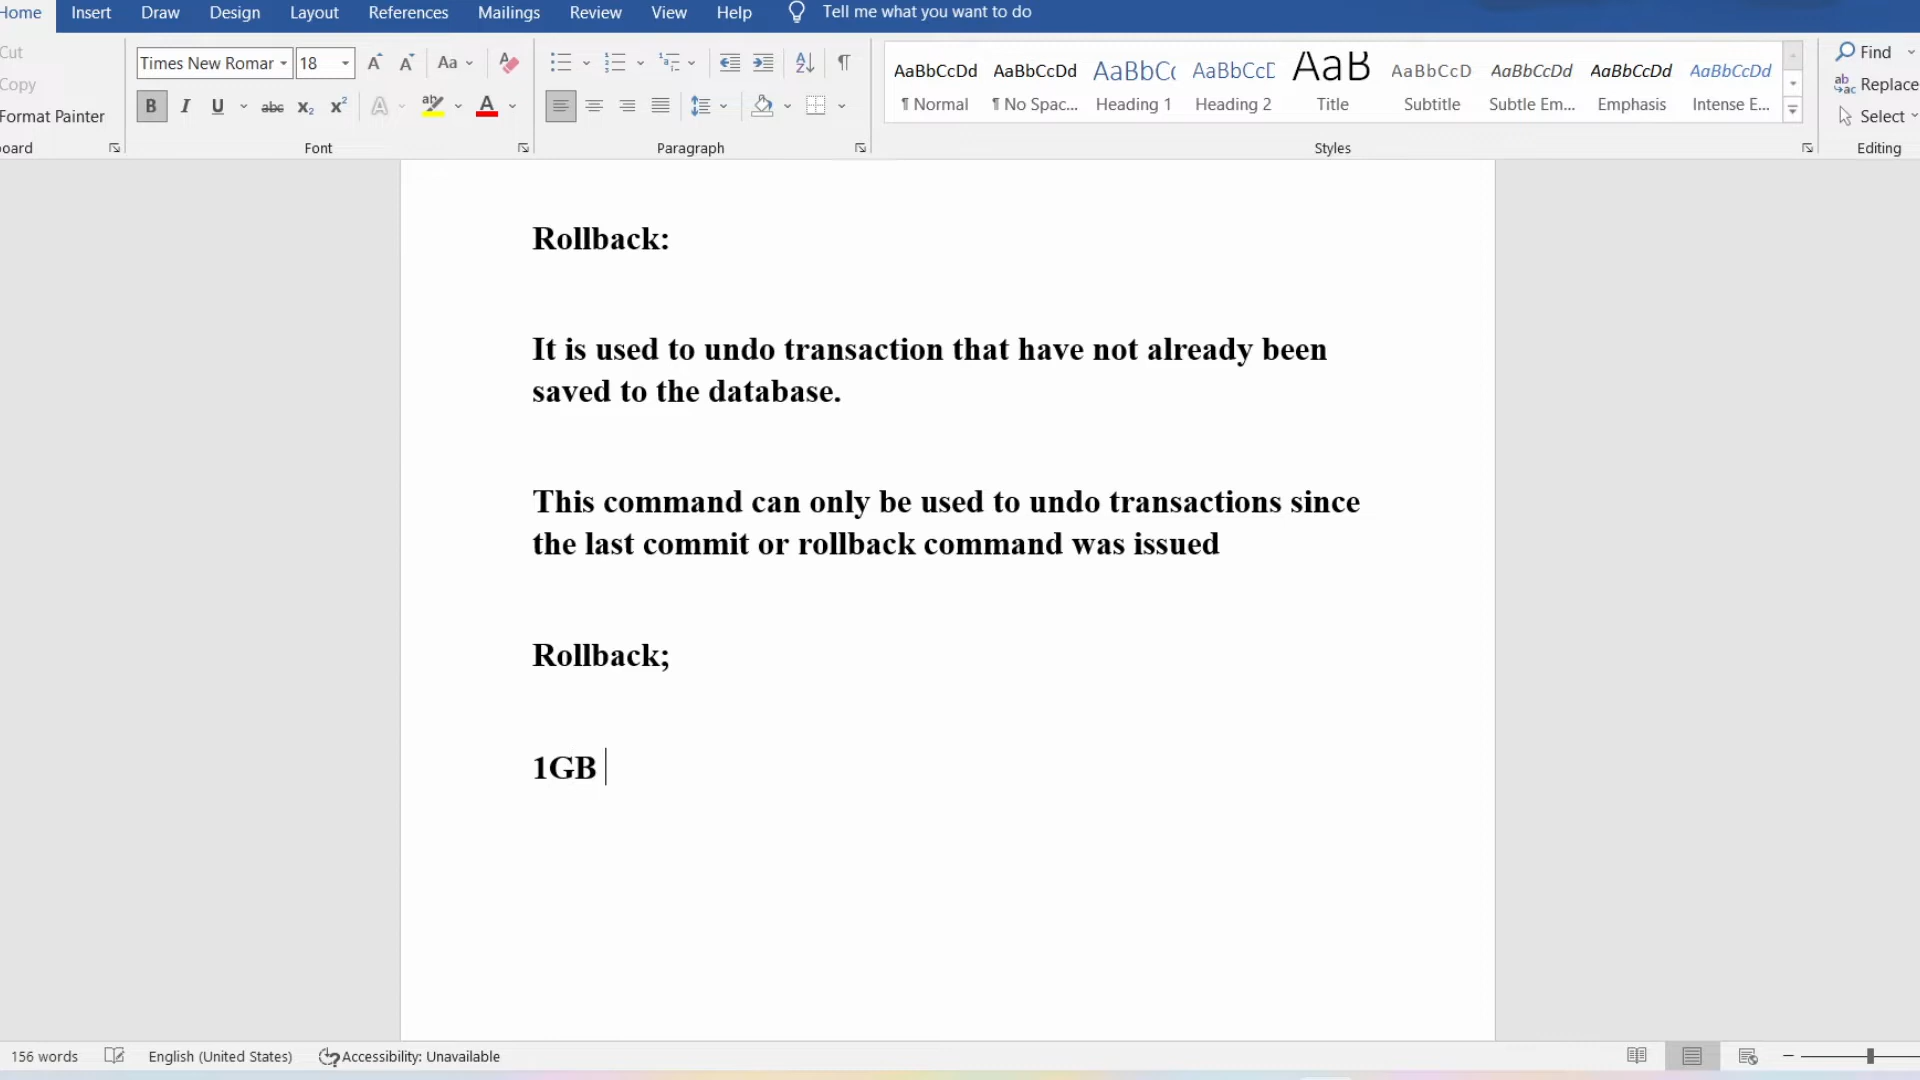 Home Insert Draw Design Layout References Mailings Review View Help Tell me what you want to do
Cut
Copy
Format Painter
Times New Romar 18
Aa
B I U abc x₂ x² A ab A
AaBbCcDd AaBbCcDd AaBbCc AaBbCcD AaB AaBbCcD AaBbCcDd AaBbCcDd AaBbCcDd
¶ Normal ¶ No Spac... Heading 1 Heading 2 Title Subtitle Subtle Em... Emphasis Intense E...
Find
Replace
Select
oard Font Paragraph Styles Editing
Rollback:
It is used to undo transaction that have not already been
saved to the database.
This command can only be used to undo transactions since
the last commit or rollback command was issued
Rollback;
1GB
156 words English (United States) Accessibility: Unavailable